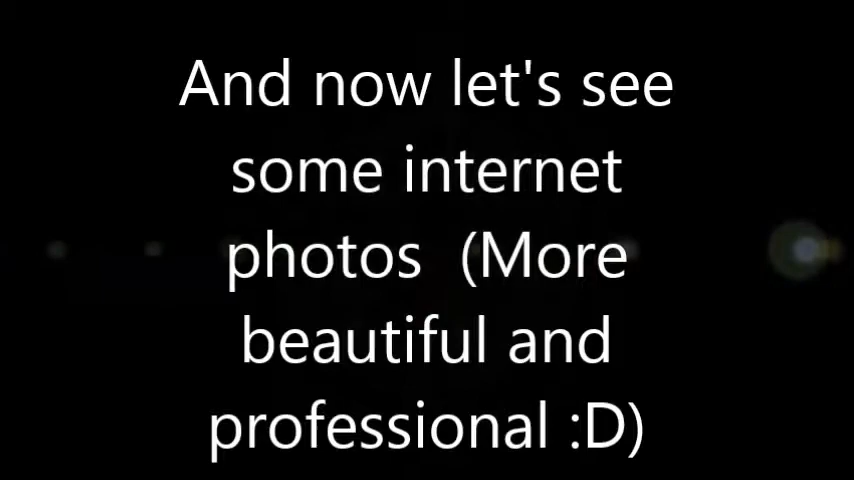 And now let's see
some internet
photos  (More
beautiful and
professional :D)